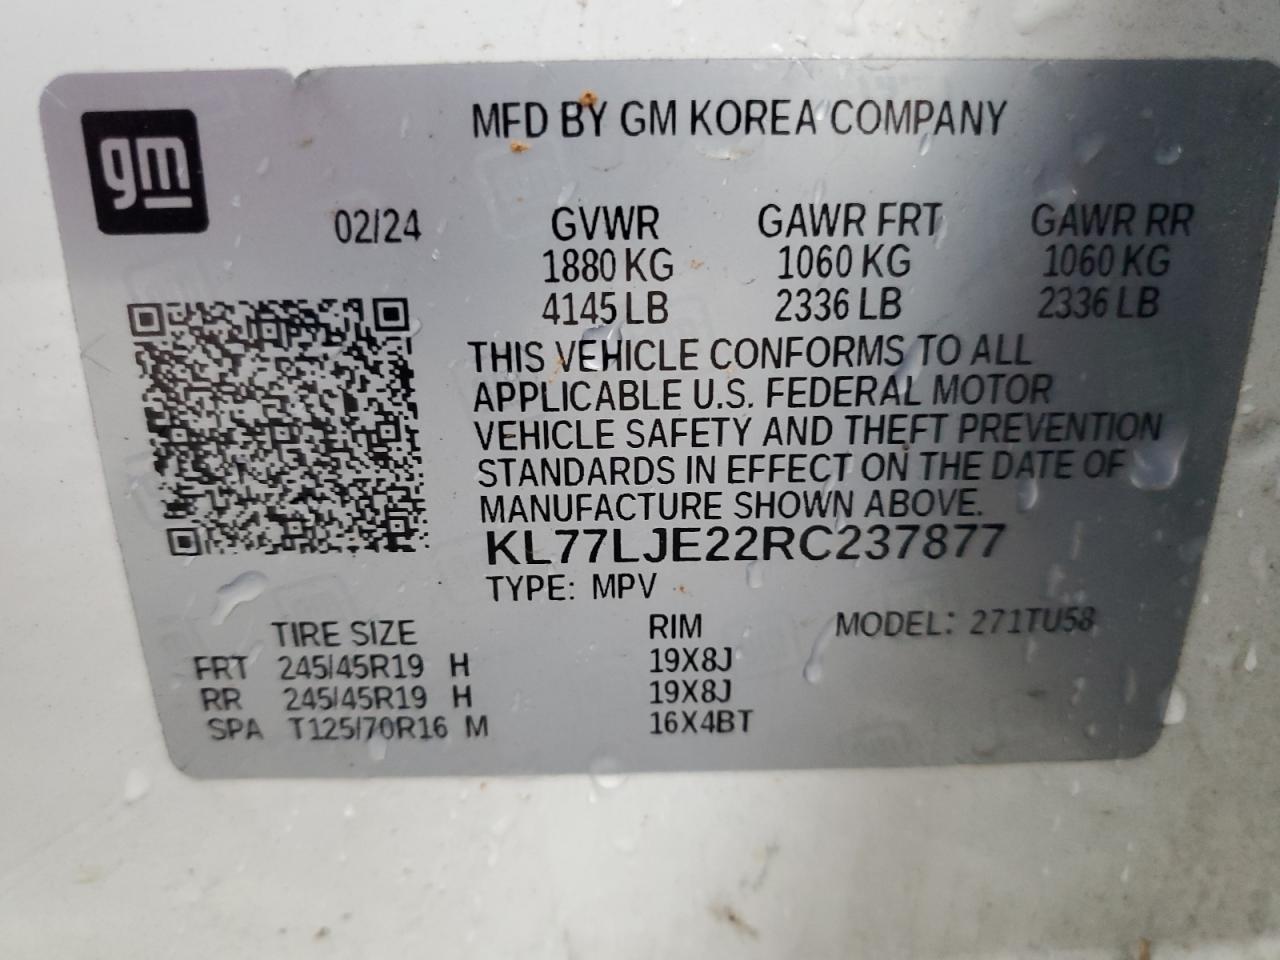 gm
MFD BY GM KOREA COMPANY
02/24
GVWR GAWR FRT GAWR RR
1880 KG 1060 KG 1060 KG
4145 LB 2336 LB 2336 LB
THIS VEHICLE CONFORMS TO ALL
APPLICABLE U.S. FEDERAL MOTOR
VEHICLE SAFETY AND THEFT PREVENTION
STANDARDS IN EFFECT ON THE DATE OF
MANUFACTURE SHOWN ABOVE.
KL77LJE22RC237877
TYPE: MPV
TIRE SIZE RIM MODEL: 271TU58
FRT 245/45R19 H 19X8J
RR 245/45R19 H 19X8J
SPA T125/70R16 M 16X4BT